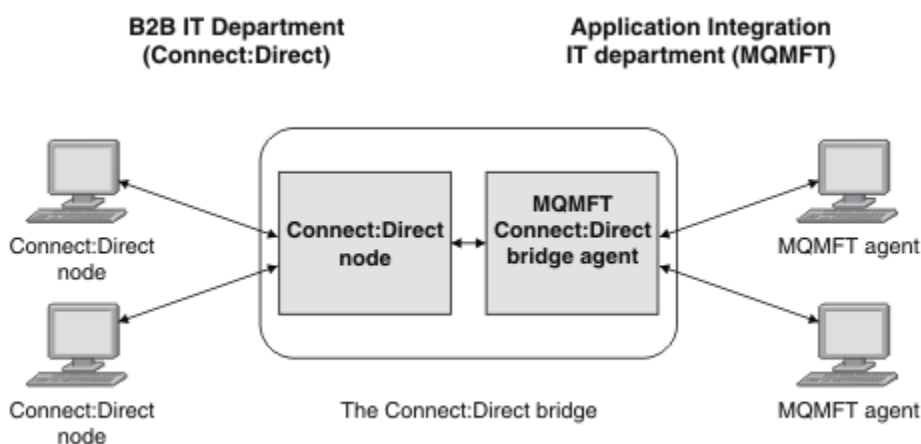 B2B IT Department
(Connect:Direct)
Application Integration
IT department (MQMFT)
Connect:Direct
node
Connect:Direct
node
Connect:Direct
node
MQMFT
Connect:Direct
bridge agent
MQMFT agent
MQMFT agent
The Connect:Direct bridge